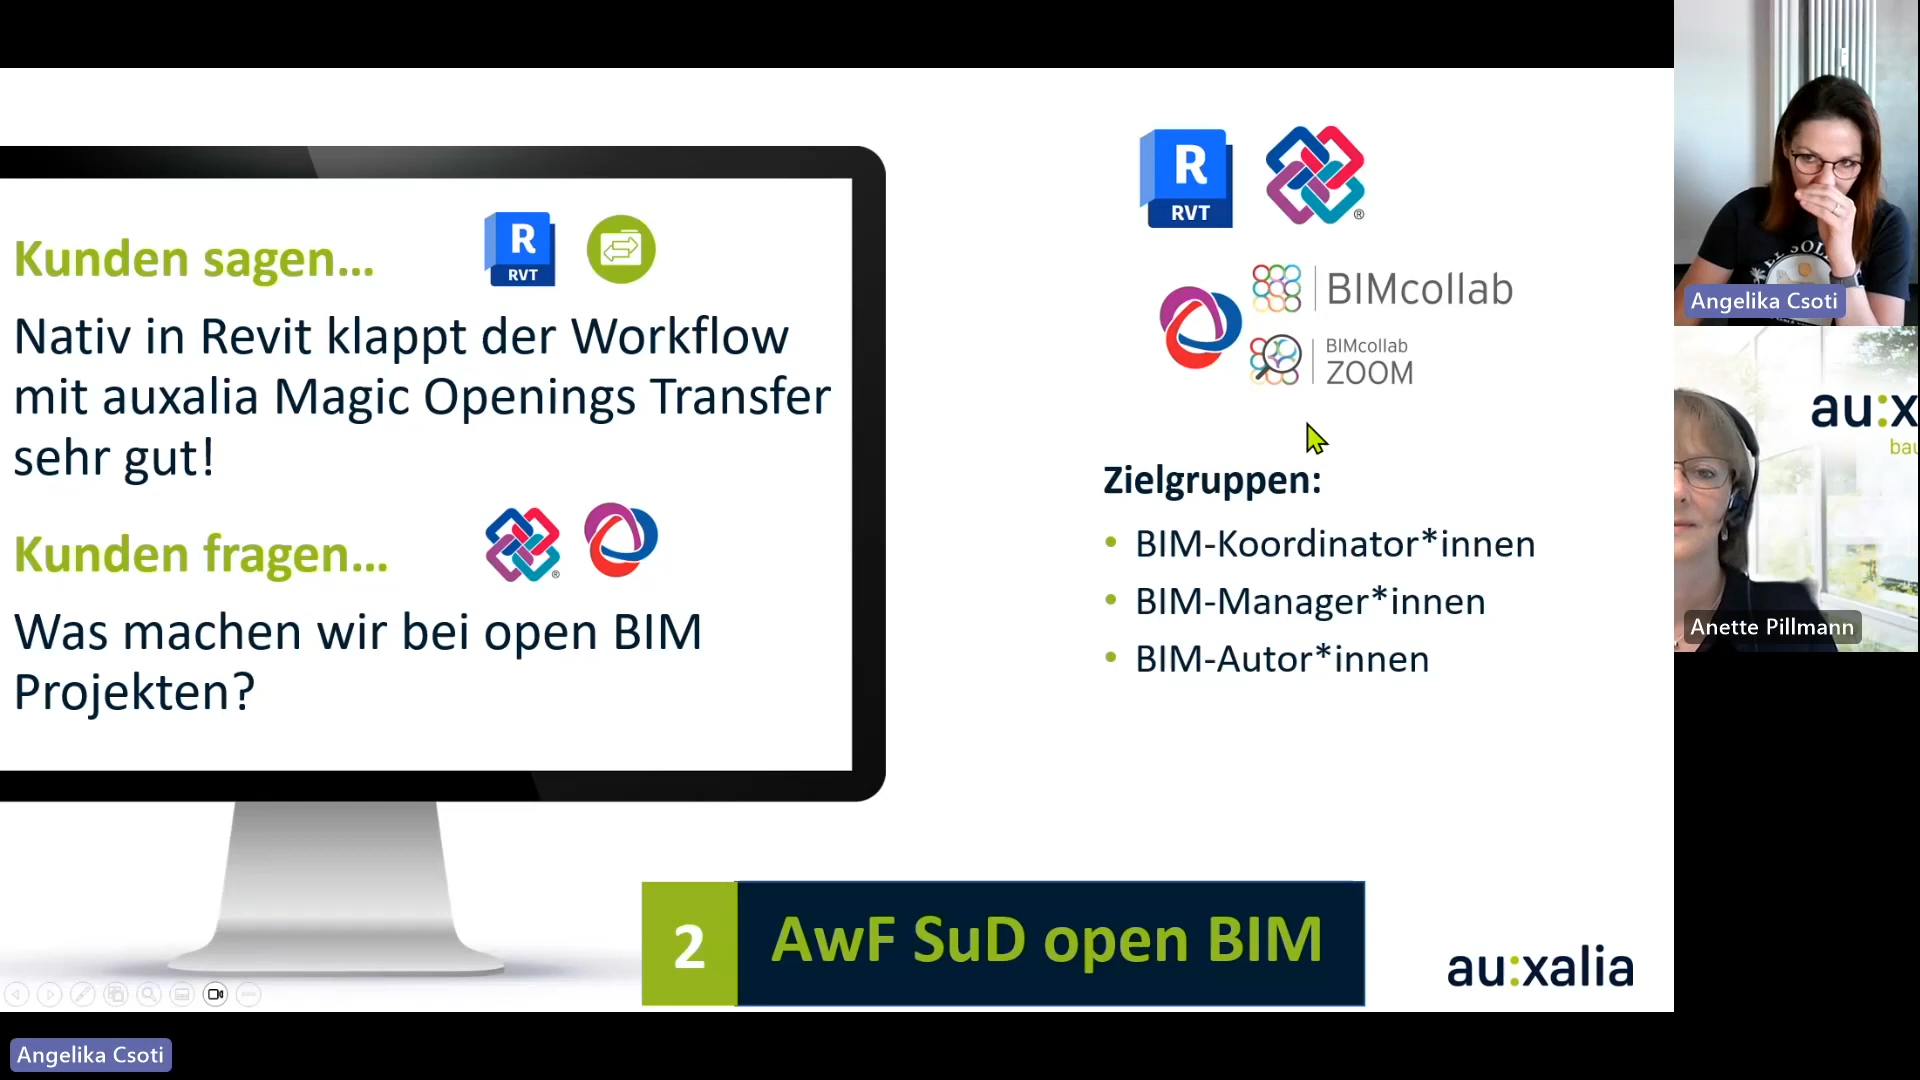 Kunden sagen...
R
RVT
Nativ in Revit klappt der Workflow
mit auxalia Magic Openings Transfer
sehr gut!
Kunden fragen...
®
Was machen wir bei open BIM
Projekten?
R
RVT
®
BIMcollab
BIMcollab
ZOOM
Zielgruppen:
• BIM-Koordinator*innen
• BIM-Manager*innen
• BIM-Autor*innen
2
AwF SuD open BIM
au:xalia
Angelika Csoti
au:x
Anette Pillmann
Angelika Csoti